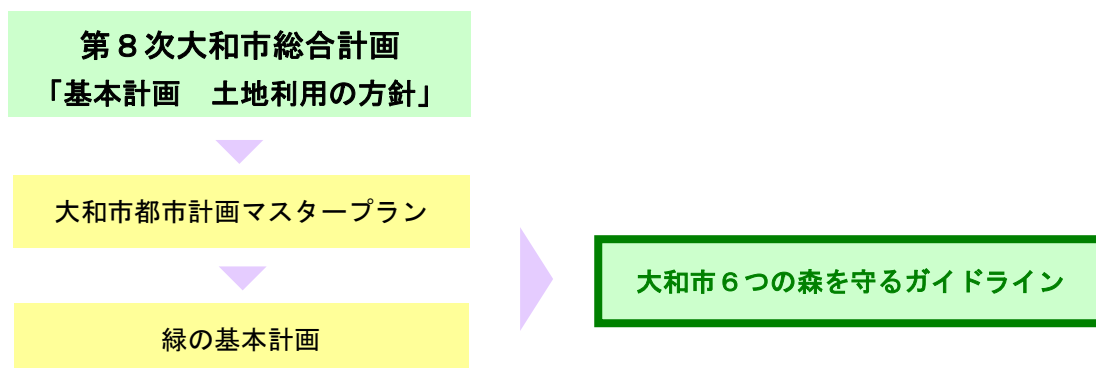 第８次大和市総合計画
「基本計画　土地利用の方針」
大和市都市計画マスタープラン
緑の基本計画
大和市６つの森を守るガイドライン